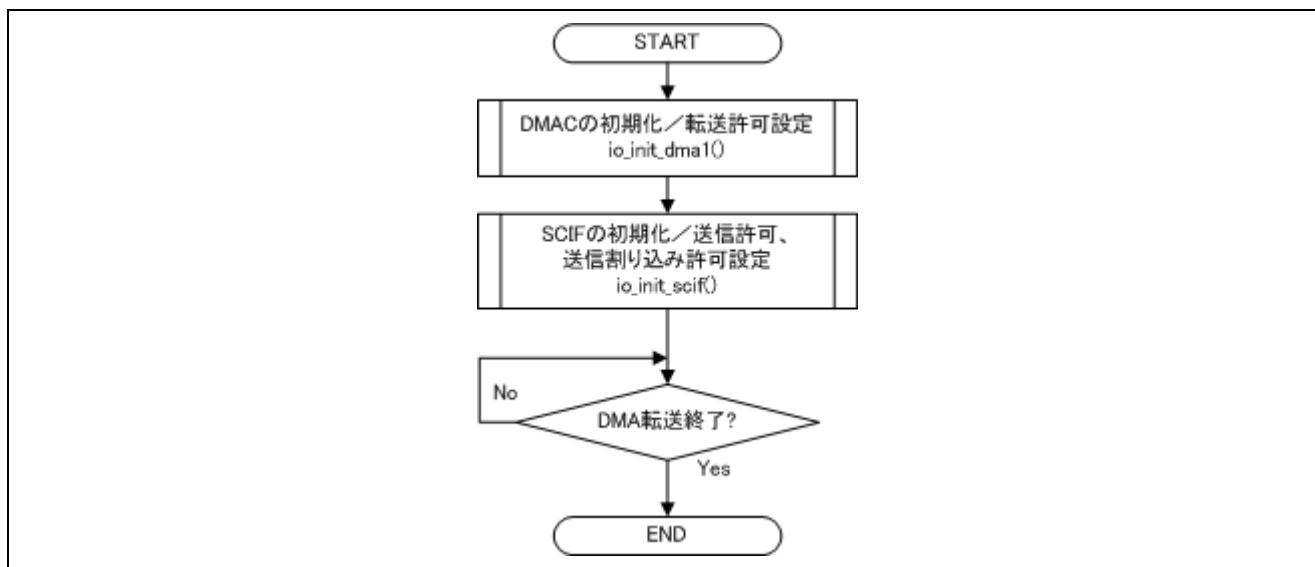 START
DMACの初期化／転送許可設定
io_init_dma1()
SCIFの初期化／送信許可、
送信割り込み許可設定
io_init_scif()
No
DMA転送終了?
Yes
END